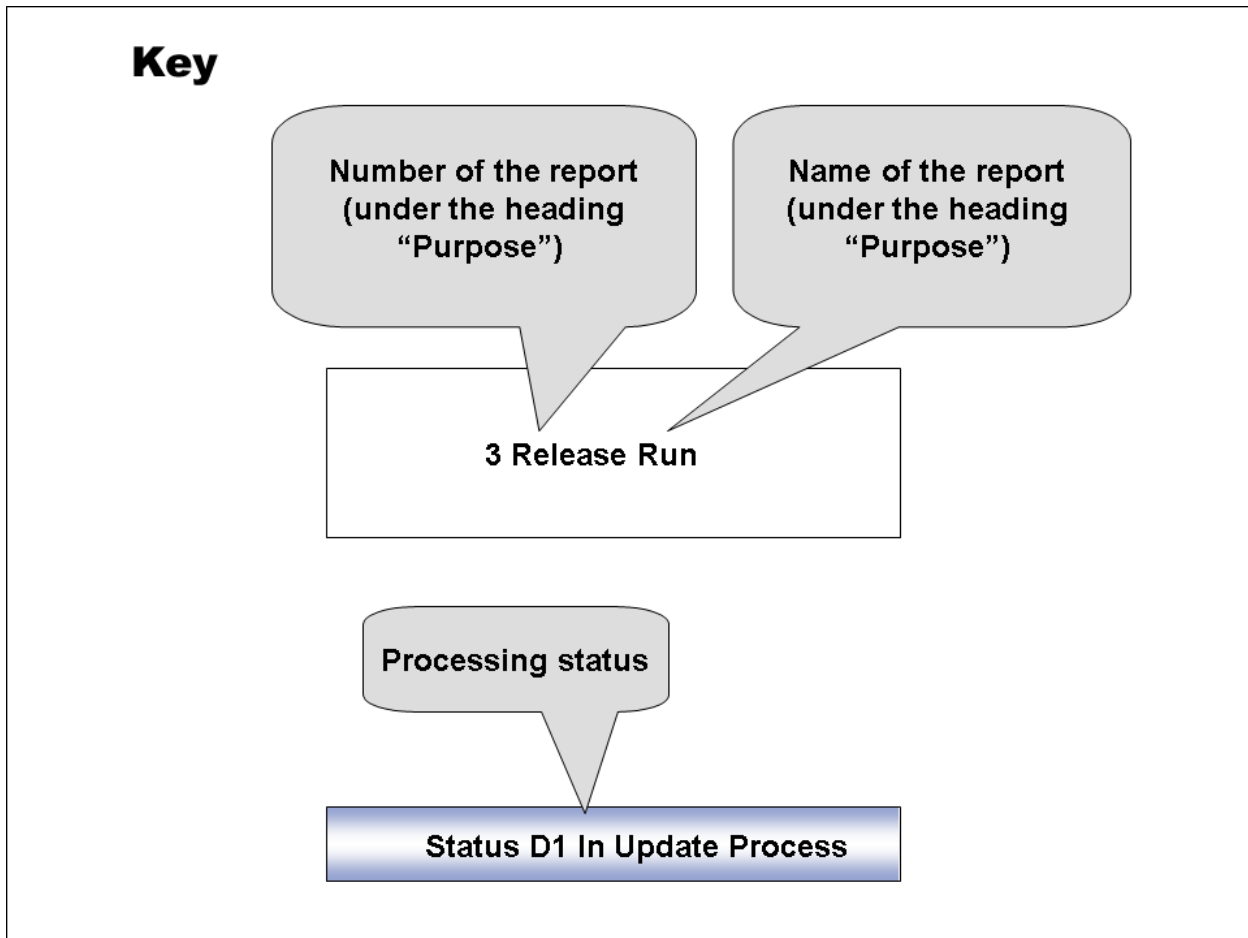 Key
Number of the report
(under the heading
“Purpose”)
Name of the report
(under the heading
“Purpose”)
3 Release Run
Processing status
Status D1 In Update Process